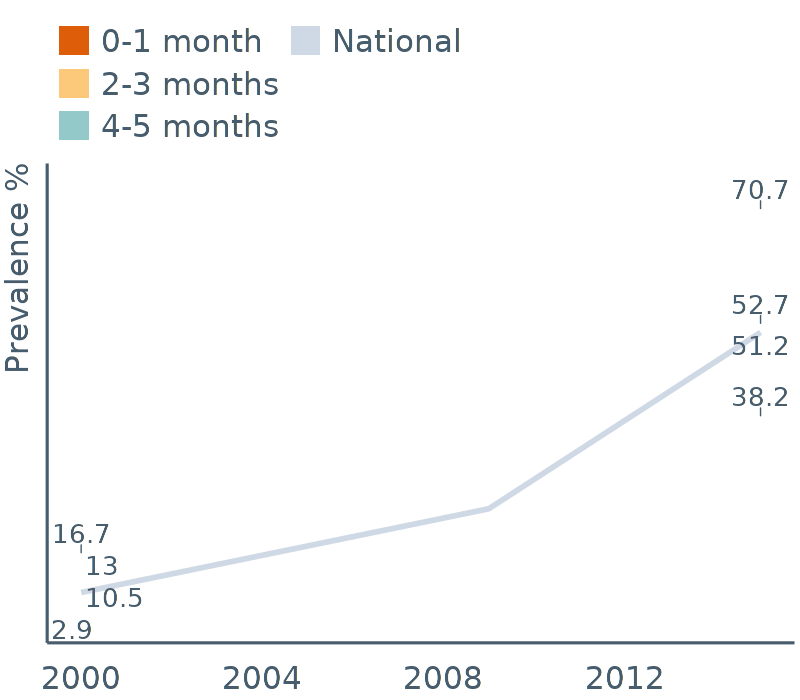 0-1 month National
2-3 months
4-5 months
Prevalence %
70.7
52.7
51.2
38.2
16.7
13
10.5
2.9
2000 2004 2008 2012